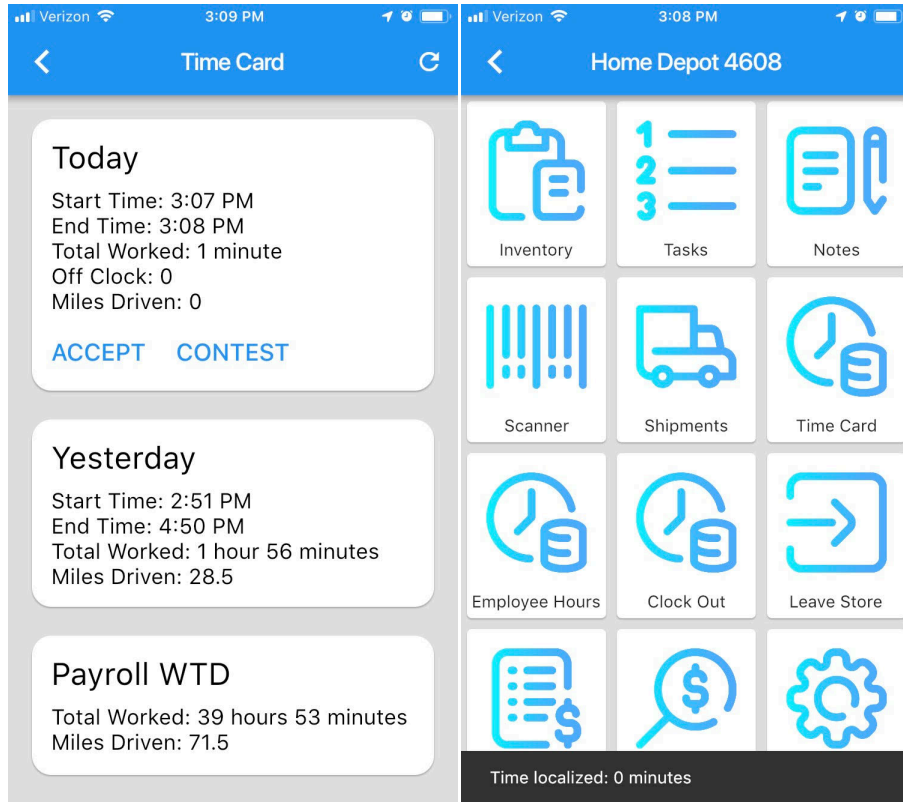 Verizon 3:09 PM
Time Card
Today
Start Time: 3:07 PM
End Time: 3:08 PM
Total Worked: 1 minute
Off Clock: 0
Miles Driven: 0
ACCEPT CONTEST
Yesterday
Start Time: 2:51 PM
End Time: 4:50 PM
Total Worked: 1 hour 56 minutes
Miles Driven: 28.5
Payroll WTD
Total Worked: 39 hours 53 minutes
Miles Driven: 71.5
Verizon 3:08 PM
Home Depot 4608
1
2
3
Inventory Tasks Notes
Scanner Shipments Time Card
Employee Hours Clock Out Leave Store
$ $
Time localized: 0 minutes